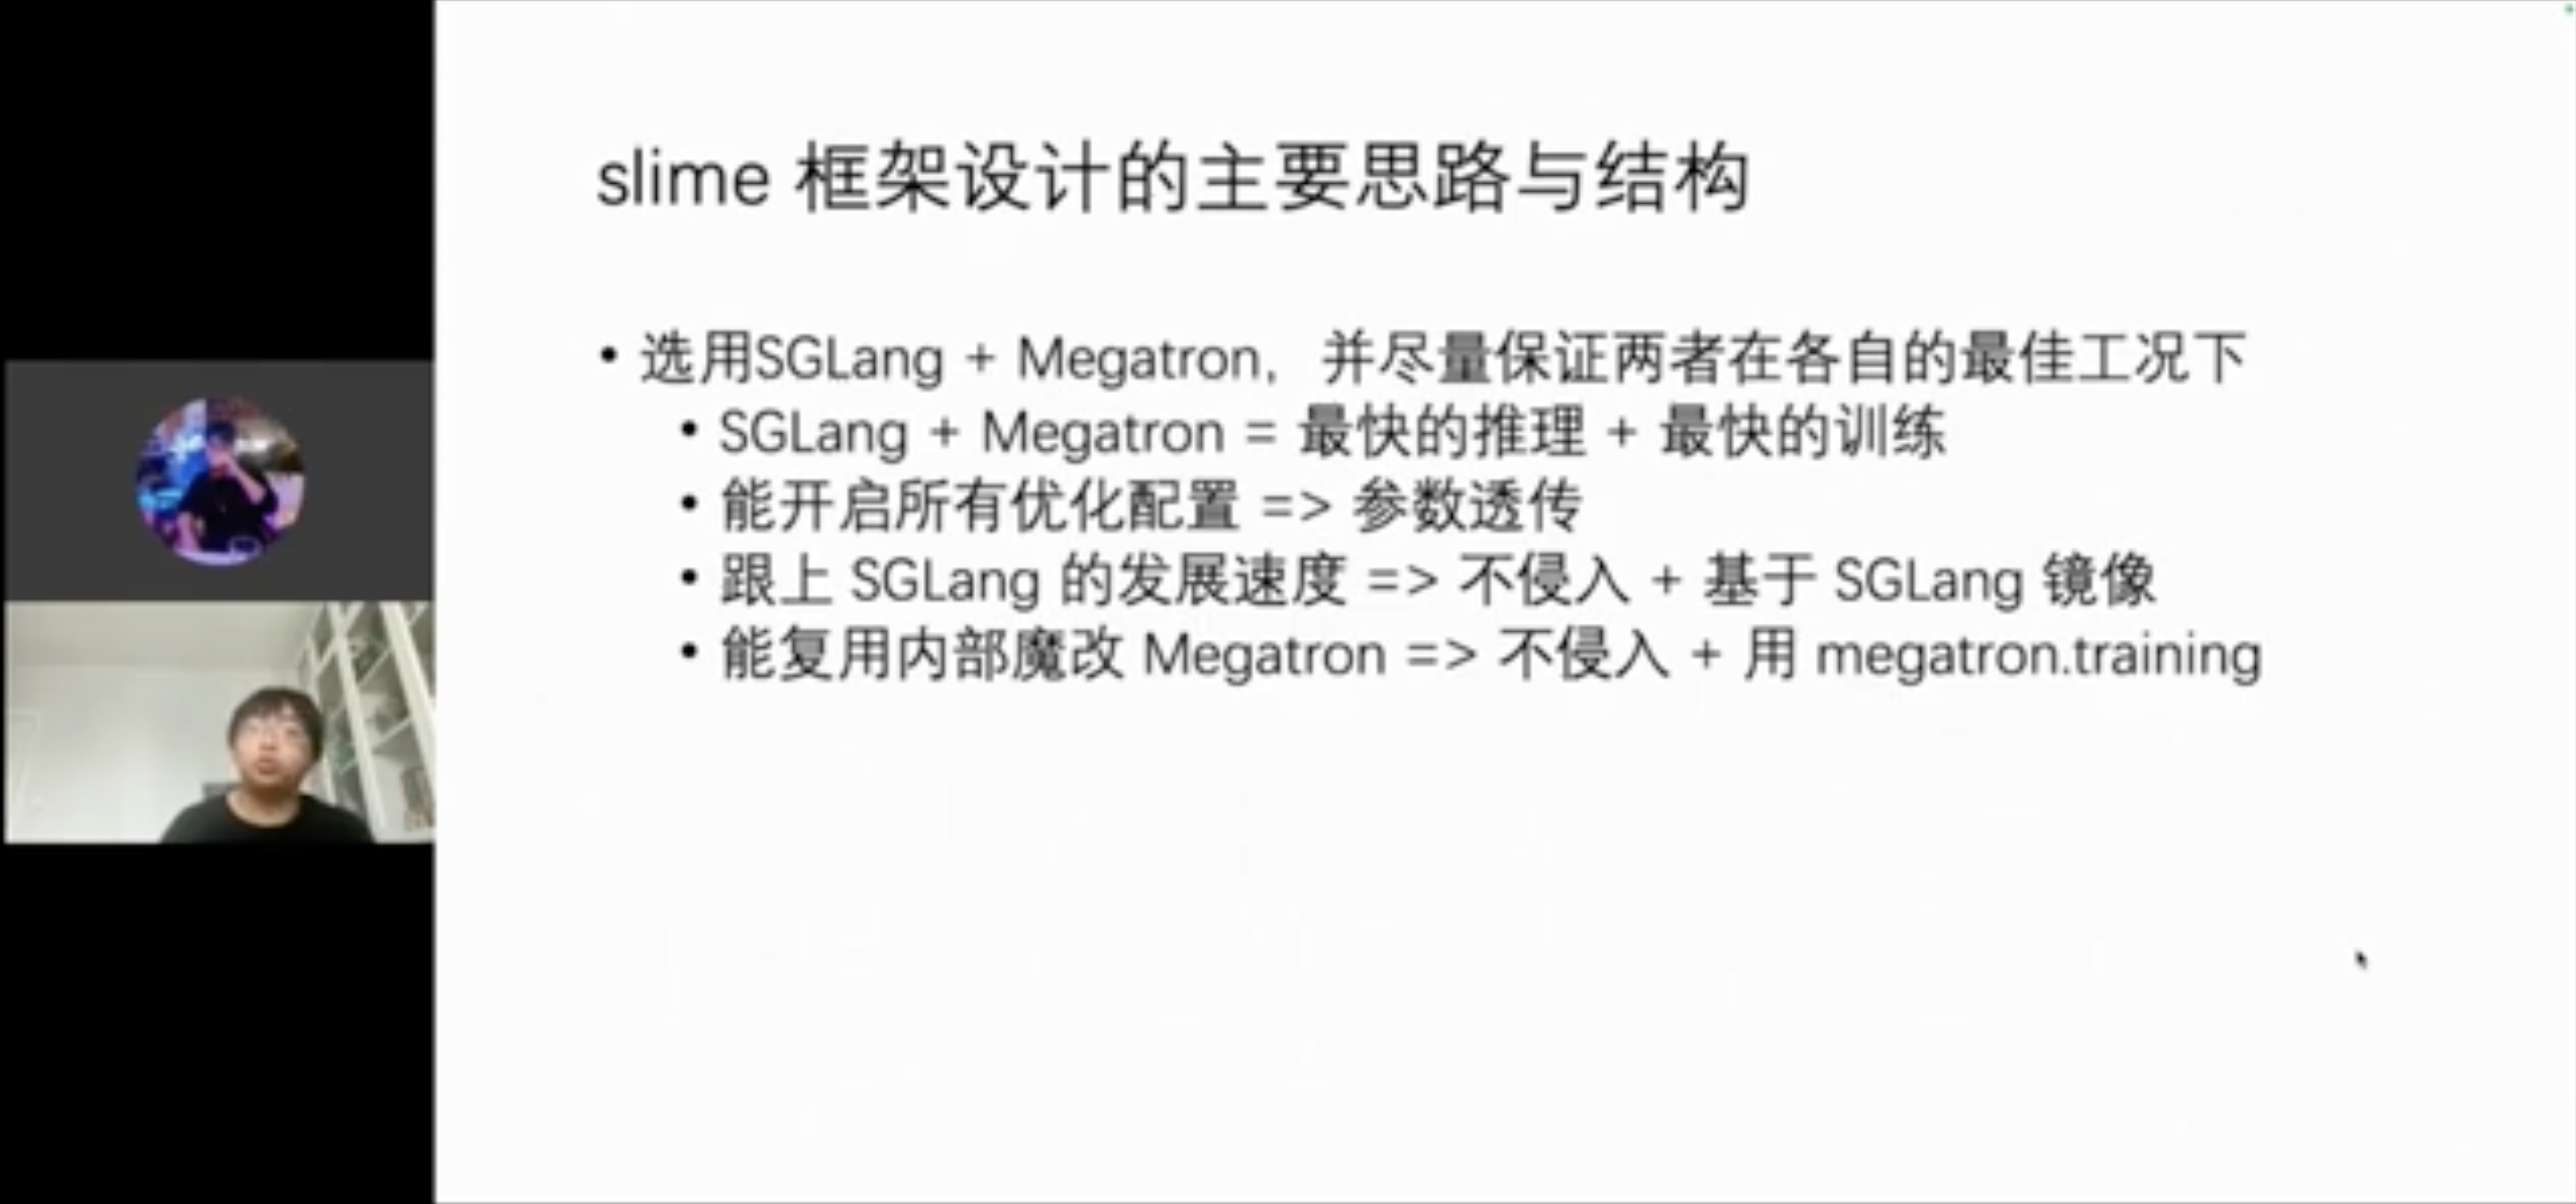 slime 框架设计的主要思路与结构
• 选用SGLang + Megatron，并尽量保证两者在各自的最佳工况下
• SGLang + Megatron = 最快的推理 + 最快的训练
• 能开启所有优化配置 => 参数透传
• 跟上 SGLang 的发展速度 => 不侵入 + 基于 SGLang 镜像
• 能复用内部魔改 Megatron => 不侵入 + 用 megatron.training